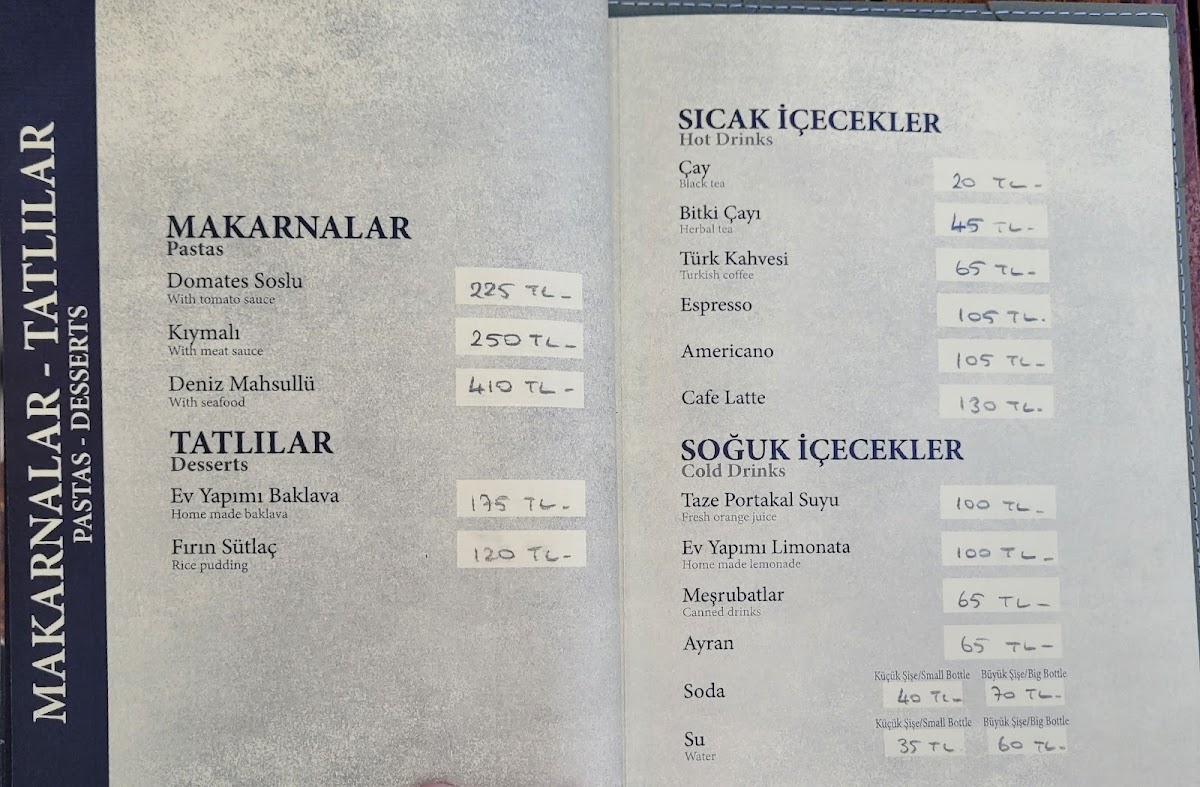 MAKARNALAR - TATLILAR
PASTAS - DESSERTS
MAKARNALAR
Pastas
Domates Soslu 225 TL-
With tomato sauce
Kıymalı 250 TL-
With meat sauce
Deniz Mahsullü 410 TL-
With seafood
TATLILAR
Desserts
Ev Yapımı Baklava 175 TL-
Home made baklava
Fırın Sütlaç 120 TL-
Rice pudding
SICAK İÇECEKLER
Hot Drinks
Çay 20 TL-
Black tea
Bitki Çayı 45 TL-
Herbal tea
Türk Kahvesi 65 TL-
Turkish coffee
Espresso 105 TL.
Americano 105 TL-
Cafe Latte 130 TL.
SOĞUK İÇECEKLER
Cold Drinks
Taze Portakal Suyu 100 TL-
Fresh orange juice
Ev Yapımı Limonata 100 TL-
Home made lemonade
Meşrubatlar 65 TL-
Canned drinks
Ayran 65 TL-
Küçük Şişe/Small Bottle Büyük Şişe/Big Bottle
Soda 40 TL- 70 TL-
Küçük Şişe/Small Bottle Büyük Şişe/Big Bottle
Su 35 TL 60 TL-
Water